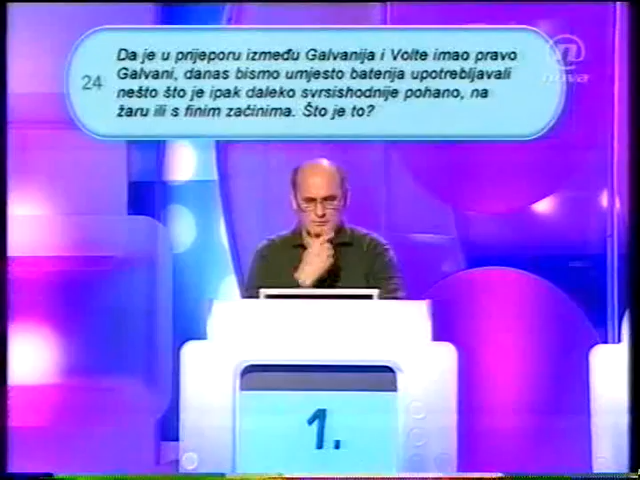 Da je u prijeporu između Galvanija i Volte imao pravo
24
Galvani, danas bismo umjesto baterija upotrebljavali
nešto što je ipak daleko svrsishodnije pohano, na
žaru ili s finim začinima. Što je to?
n
nova
1.